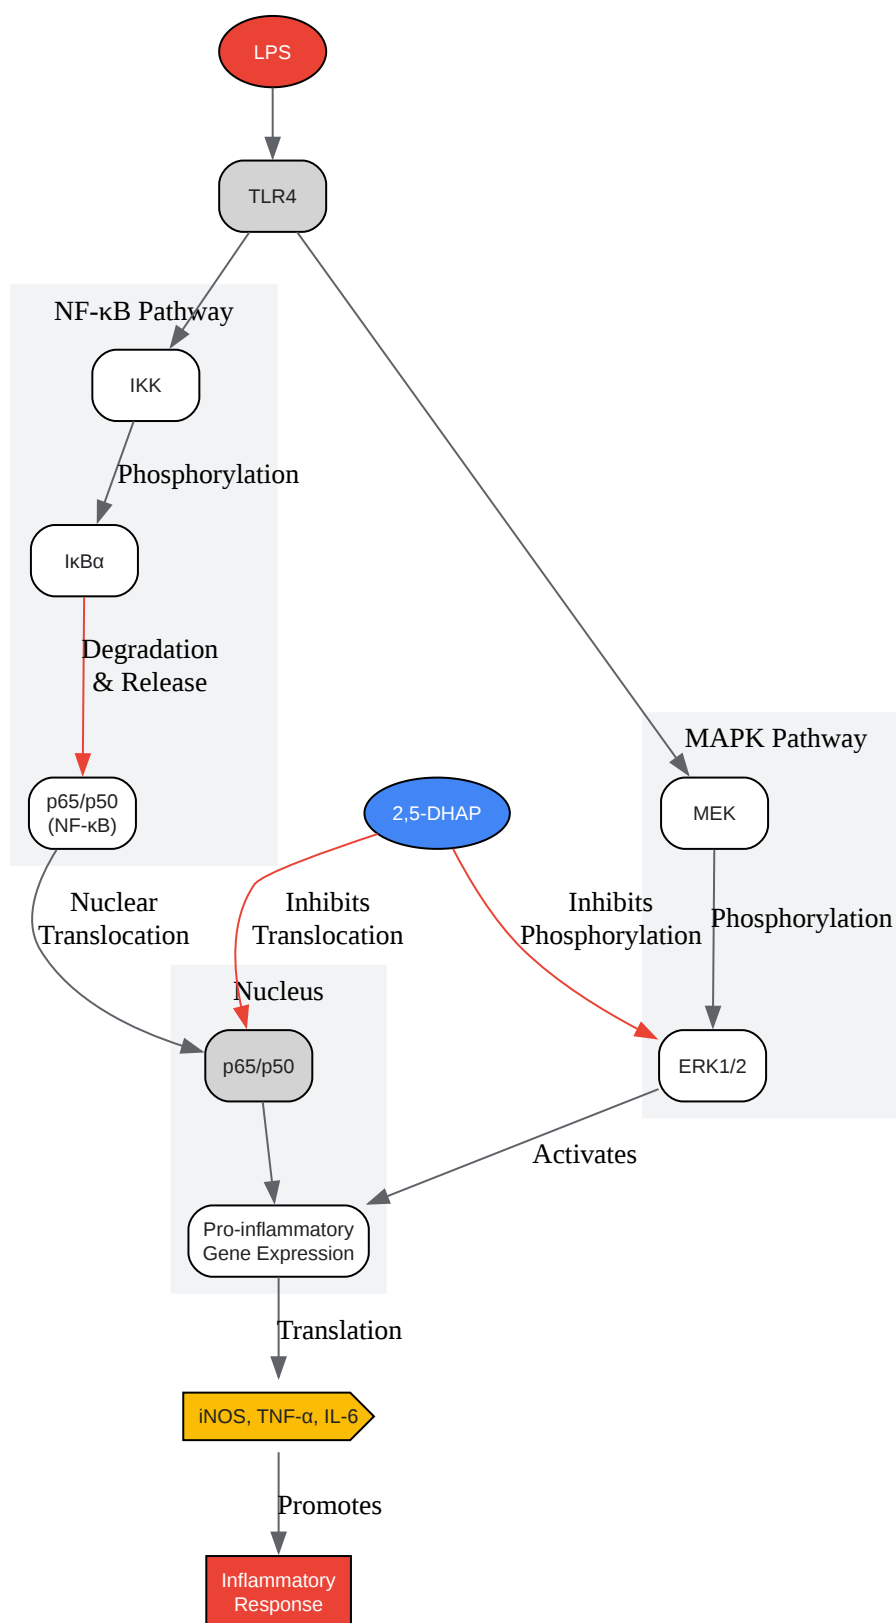 LPS
TLR4
NF-κB Pathway
IKK
Phosphorylation
IκBα
Degradation
& Release
MAPK Pathway
p65/p50
(NF-κB)
2,5-DHAP
MEK
Nuclear
Translocation
Inhibits
Translocation
Inhibits
Phosphorylation
Phosphorylation
Nucleus
p65/p50
ERK1/2
Activates
Pro-inflammatory
Gene Expression
Translation
iNOS, TNF-α, IL-6
Promotes
Inflammatory
Response